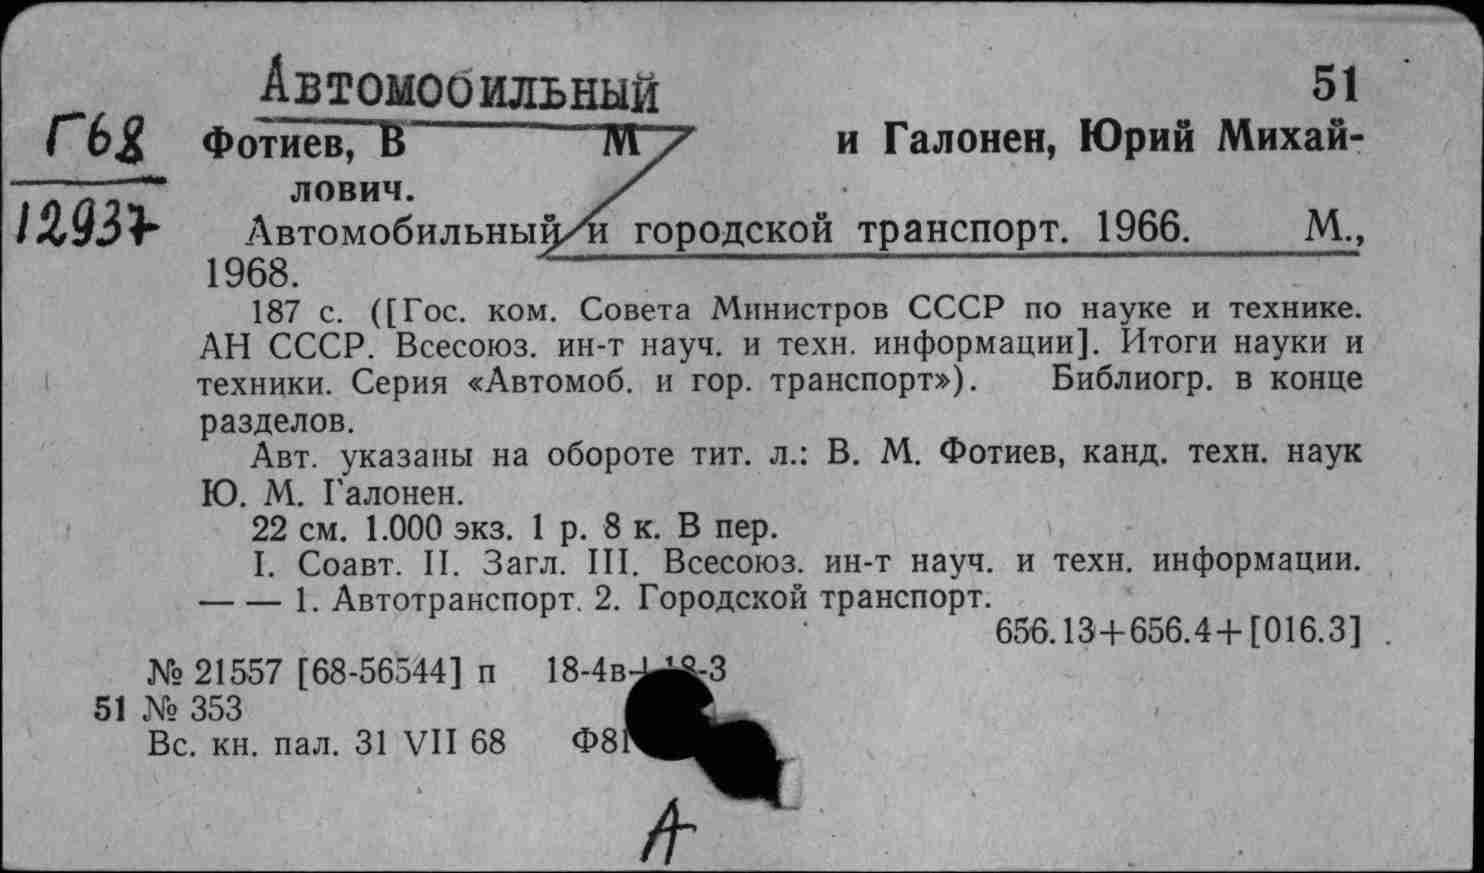 Автомобильный 51
Г68 Фотиев, В М и Галонен, Юрий Михай-
лович.
12937 Автомобильный и городской транспорт. 1966. М.,
1968.
187 с. ([Гос. ком. Совета Министров СССР по науке и технике.
АН СССР. Всесоюз. ин-т науч. и техн. информации]. Итоги науки и
техники. Серия «Автомоб. и гор. транспорт»). Библиогр. в конце
разделов.
Авт. указаны на обороте тит. л.: В. М. Фотиев, канд. техн. наук
Ю. М. Галонен.
22 см. 1.000 экз. 1 р. 8 к. В пер.
I. Соавт. II. Загл. III. Всесоюз. ин-т науч. и техн. информации.
— — 1. Автотранспорт. 2. Городской транспорт.
656.13+656.4+[016.3]
№ 21557 [68-56544] п 18-4в+18-3
51 № 353
Вс. кн. пал. 31 VII 68 Ф81
А